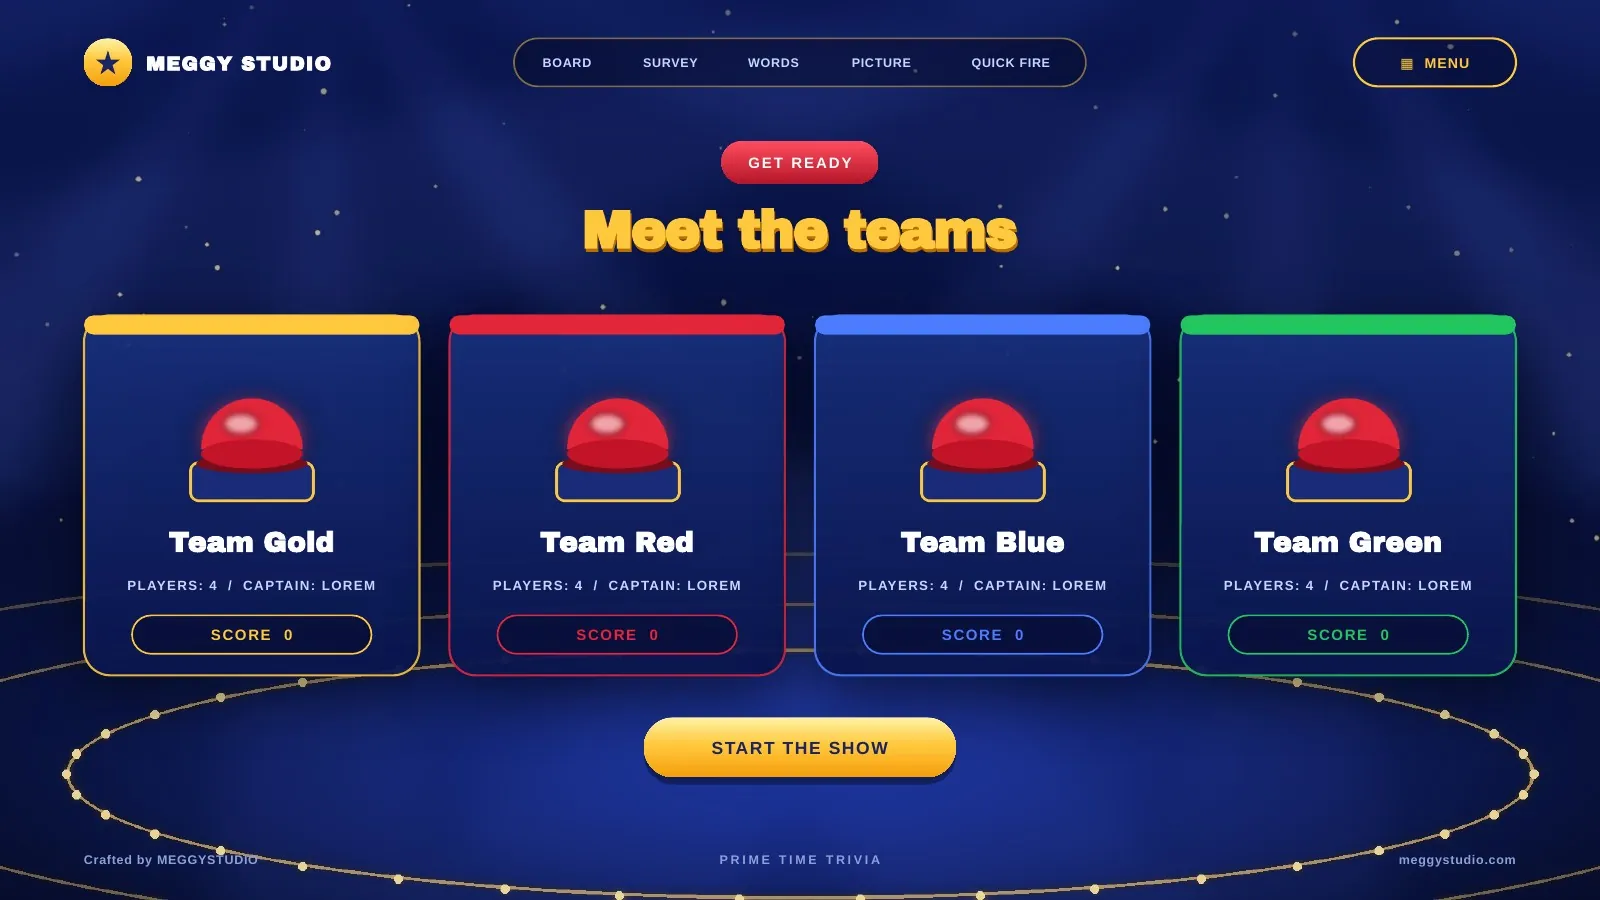 MEGGY STUDIO
BOARD SURVEY WORDS PICTURE QUICK FIRE
MENU
GET READY
Meet the teams
Team Gold
PLAYERS: 4 / CAPTAIN: LOREM
SCORE 0
Team Red
PLAYERS: 4 / CAPTAIN: LOREM
SCORE 0
Team Blue
PLAYERS: 4 / CAPTAIN: LOREM
SCORE 0
Team Green
PLAYERS: 4 / CAPTAIN: LOREM
SCORE 0
START THE SHOW
Crafted by MEGGYSTUDIO
PRIME TIME TRIVIA
meggystudio.com